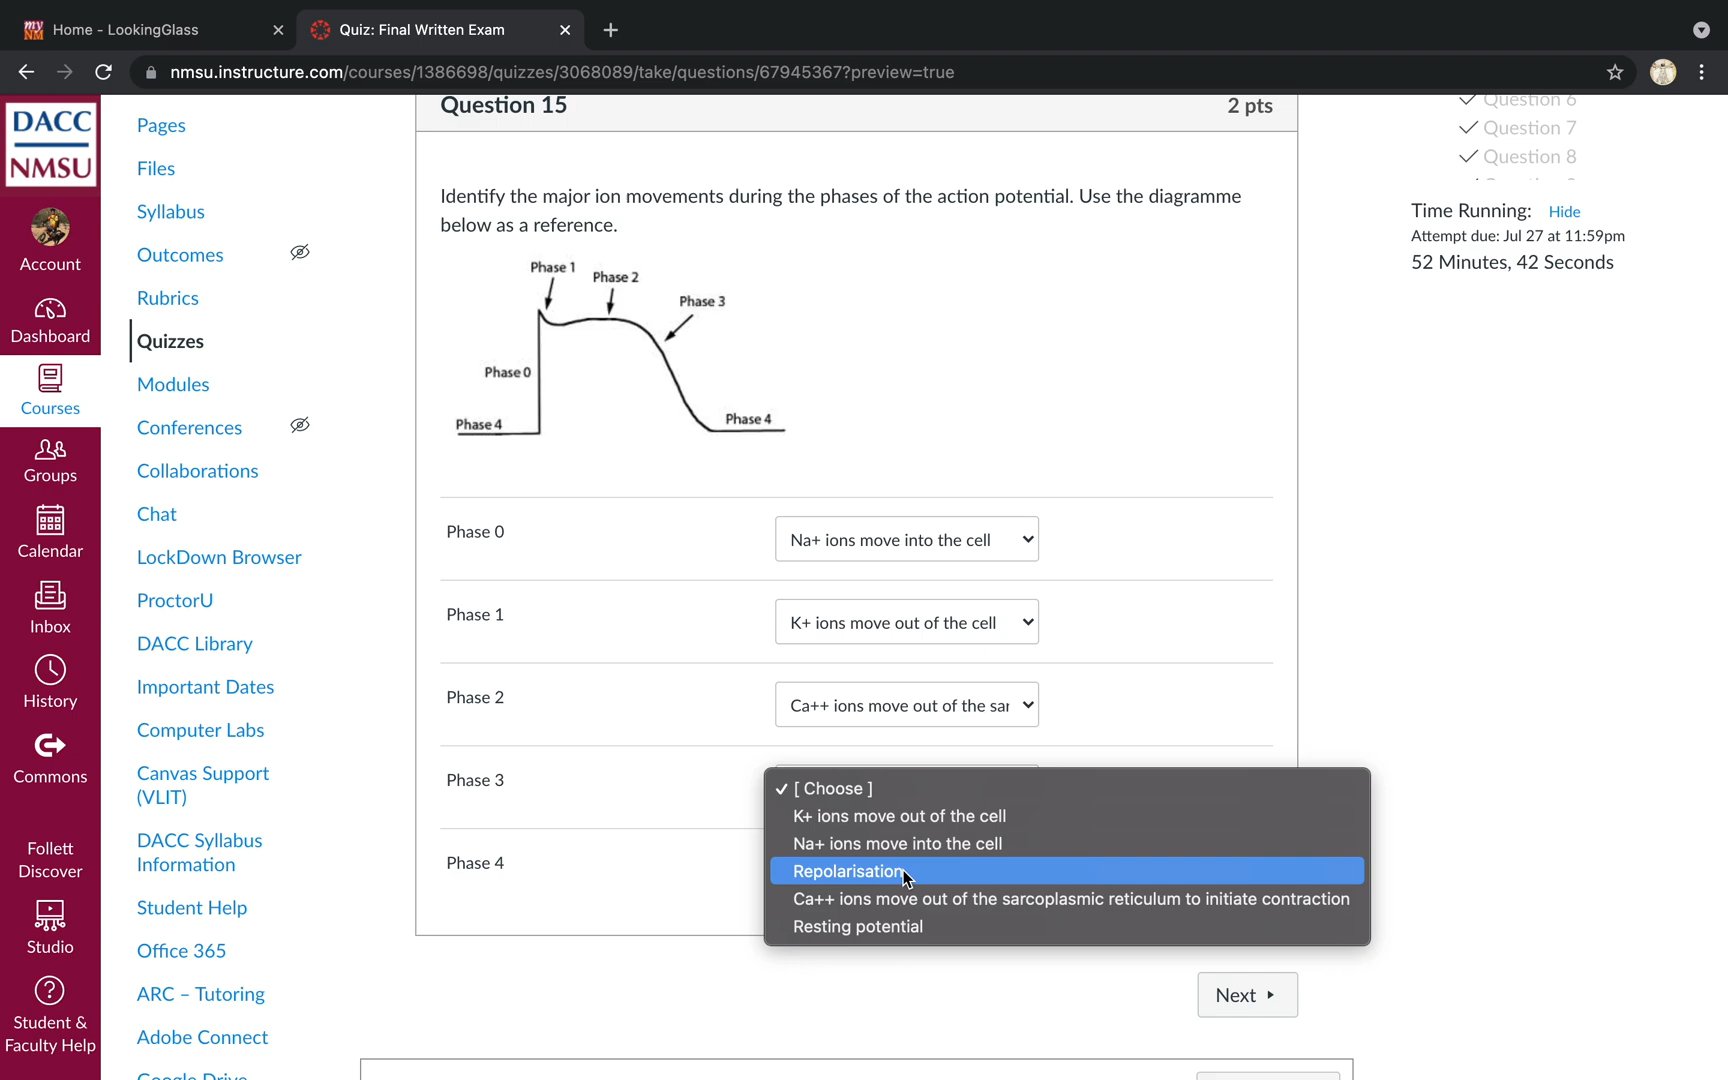 Home - LookingGlass
Quiz: Final Written Exam
nmsu.instructure.com/courses/1386698/quizzes/3068089/take/questions/67945367?preview=true
DACC
NMSU
Account
Dashboard
Courses
Groups
Calendar
Inbox
History
Commons
Follett
Discover
Studio
Student &
Faculty Help
Pages
Files
Syllabus
Outcomes
Rubrics
Quizzes
Modules
Conferences
Collaborations
Chat
LockDown Browser
ProctorU
DACC Library
Important Dates
Computer Labs
Canvas Support
(VLIT)
DACC Syllabus
Information
Student Help
Office 365
ARC – Tutoring
Adobe Connect
Google Drive
Question 15
2 pts
Identify the major ion movements during the phases of the action potential. Use the diagramme
below as a reference.
Phase 1
Phase 2
Phase 3
Phase 0
Phase 4
Phase 4
Phase 0
Na+ ions move into the cell
Phase 1
K+ ions move out of the cell
Phase 2
Ca++ ions move out of the sar
Phase 3
Phase 4
[ Choose ]
K+ ions move out of the cell
Na+ ions move into the cell
Repolarisation
Ca++ ions move out of the sarcoplasmic reticulum to initiate contraction
Resting potential
Next
Question 6
Question 7
Question 8
Time Running: Hide
Attempt due: Jul 27 at 11:59pm
52 Minutes, 42 Seconds